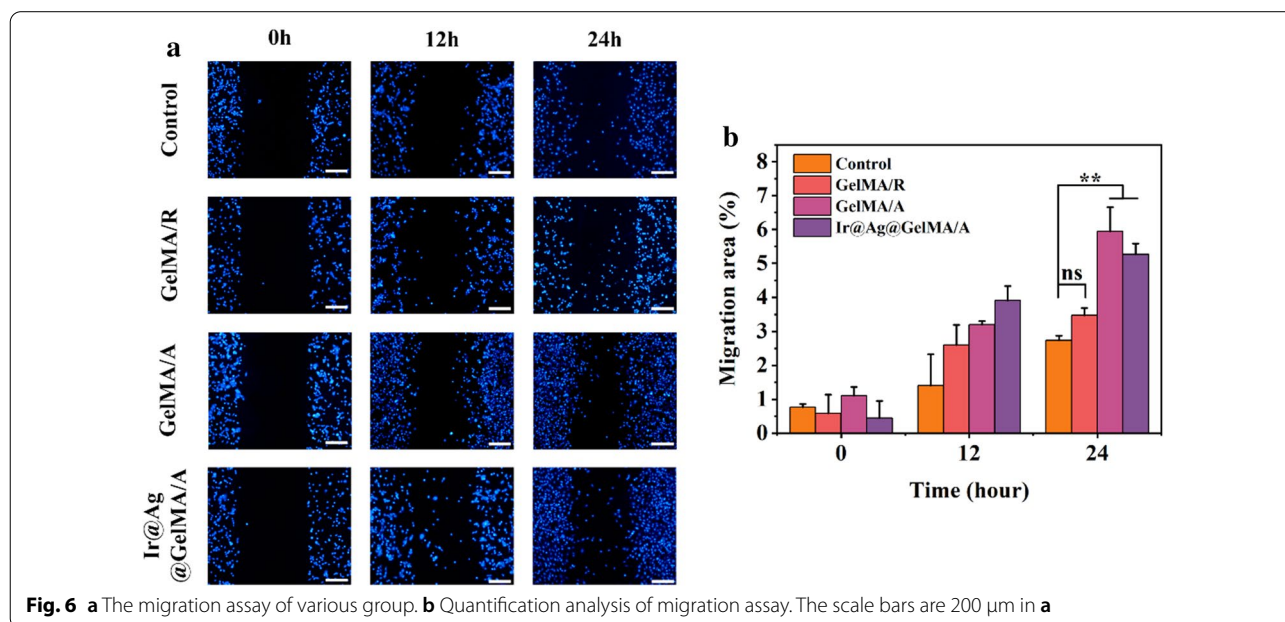 a
0h 12h 24h
Control
GelMA/R
GelMA/A
Ir@Ag
@GelMA/A
b
Migration area (%)
8
7
6
5
4
3
2
1
0
Control
GelMA/R
GelMA/A
Ir@Ag@GelMA/A
**
ns
0 12 24
Time (hour)
Fig. 6 a The migration assay of various group. b Quantification analysis of migration assay. The scale bars are 200 μm in a